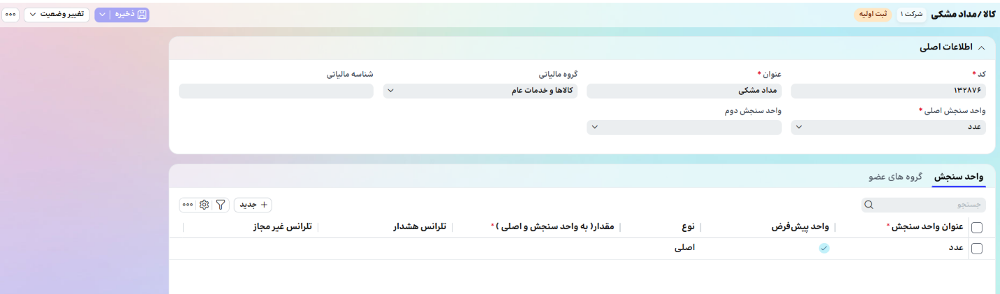 کالا /مداد مشکی شرکت ۱ ثبت اولیه ذخیره تغییر وضعیت
اطلاعات اصلی
کد * عنوان * گروه مالیاتی شناسه مالیاتی
۱۳۲۸۷۶ مداد مشکی کالاها و خدمات عام
واحد سنجش اصلی * واحد سنجش دوم
عدد
واحد سنجش گروه های عضو
جستجو + جدید
عنوان واحد سنجش * واحد پیش‌فرض نوع مقدار( به واحد سنجش و اصلی ) * تلرانس هشدار تلرانس غیر مجاز
عدد اصلی